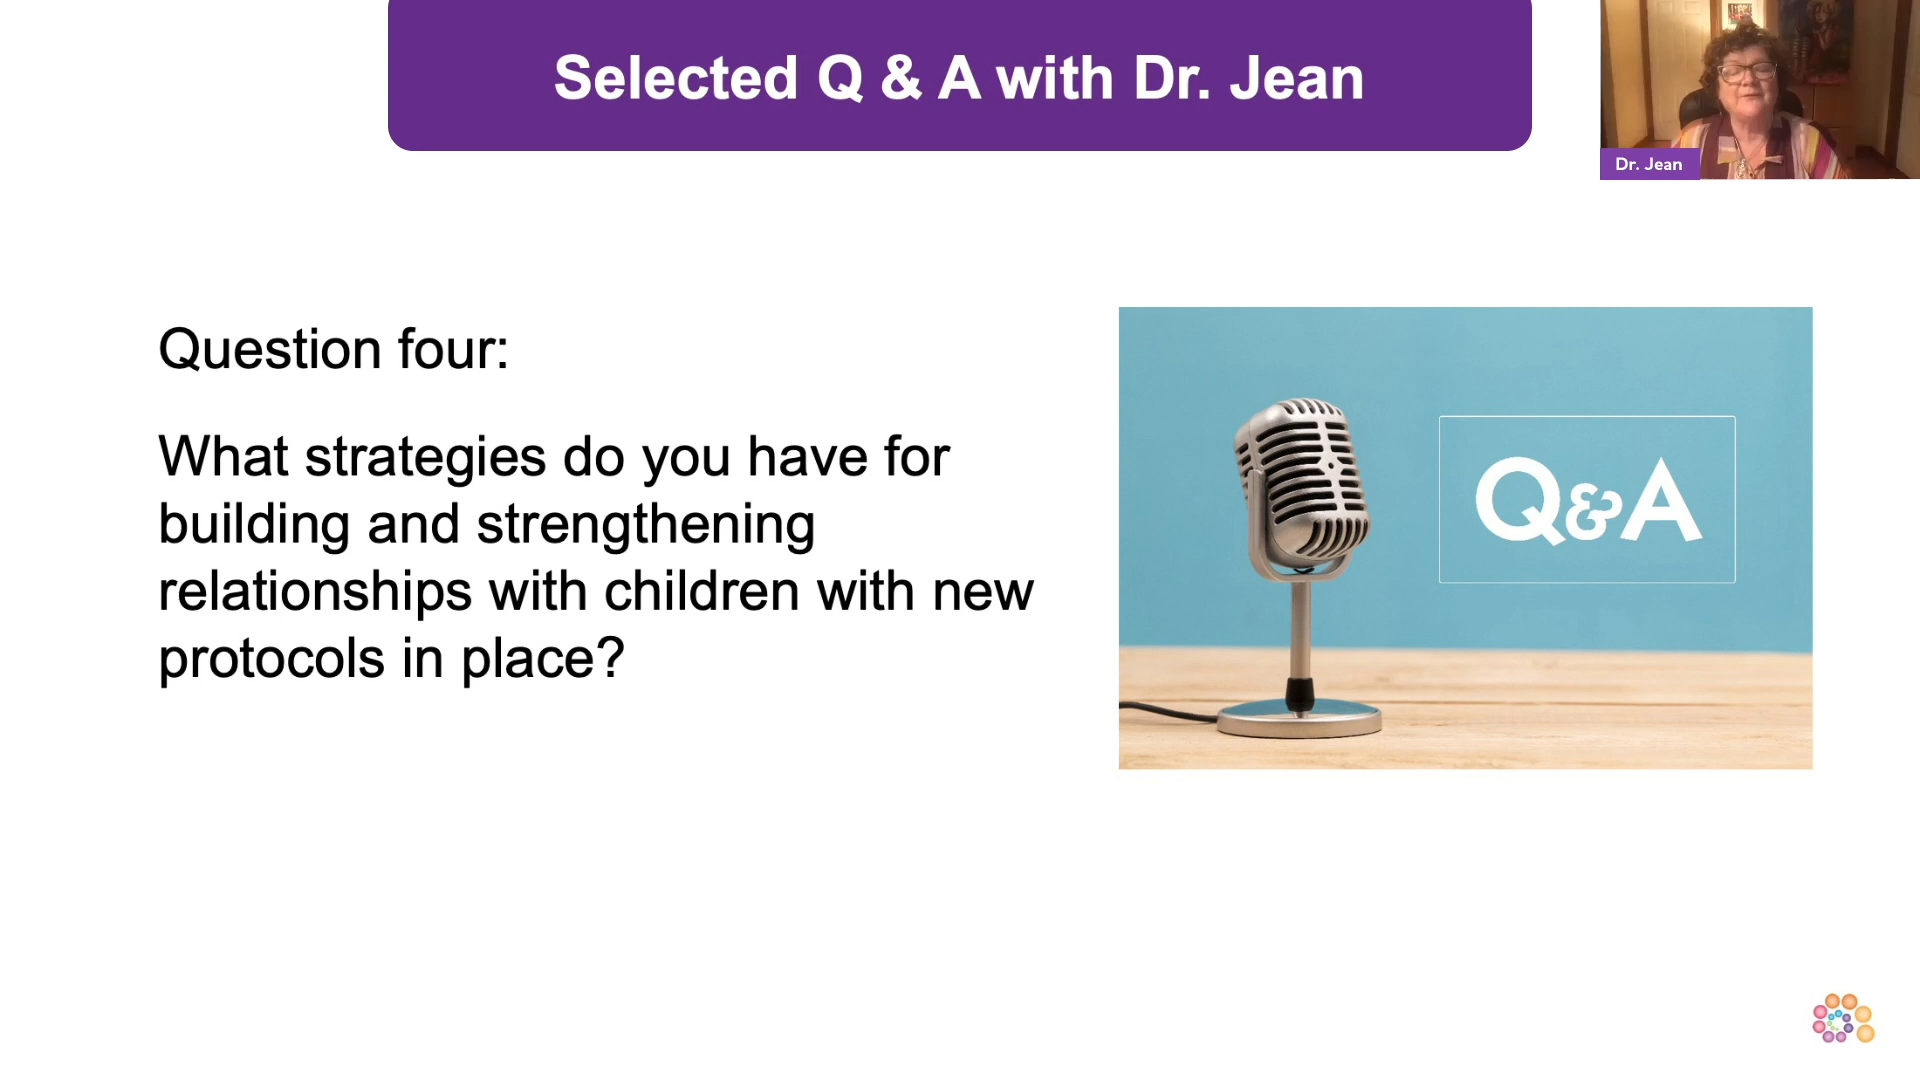 Selected Q & A with Dr. Jean
Dr. Jean
Question four:
What strategies do you have for
building and strengthening
relationships with children with new
protocols in place?
Q&A